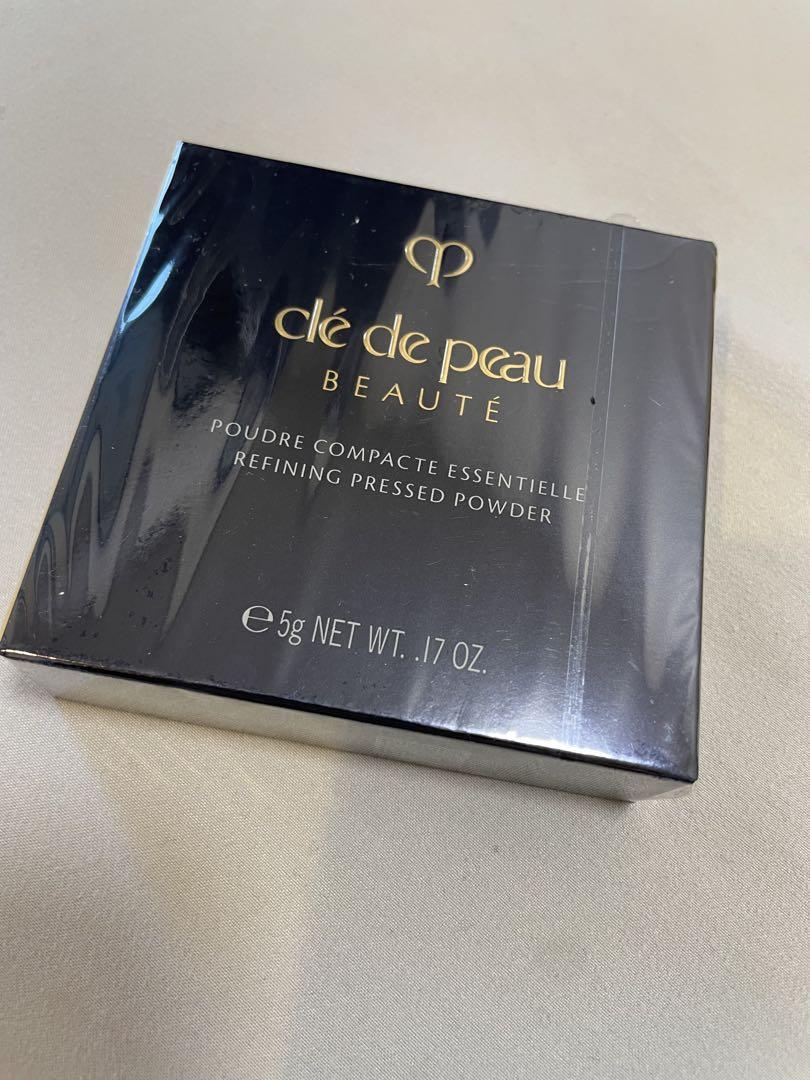 clé de peau
BEAUTÉ
POUDRE COMPACTE ESSENTIELLE
REFINING PRESSED POWDER
℮ 5g NET WT. .17 OZ.